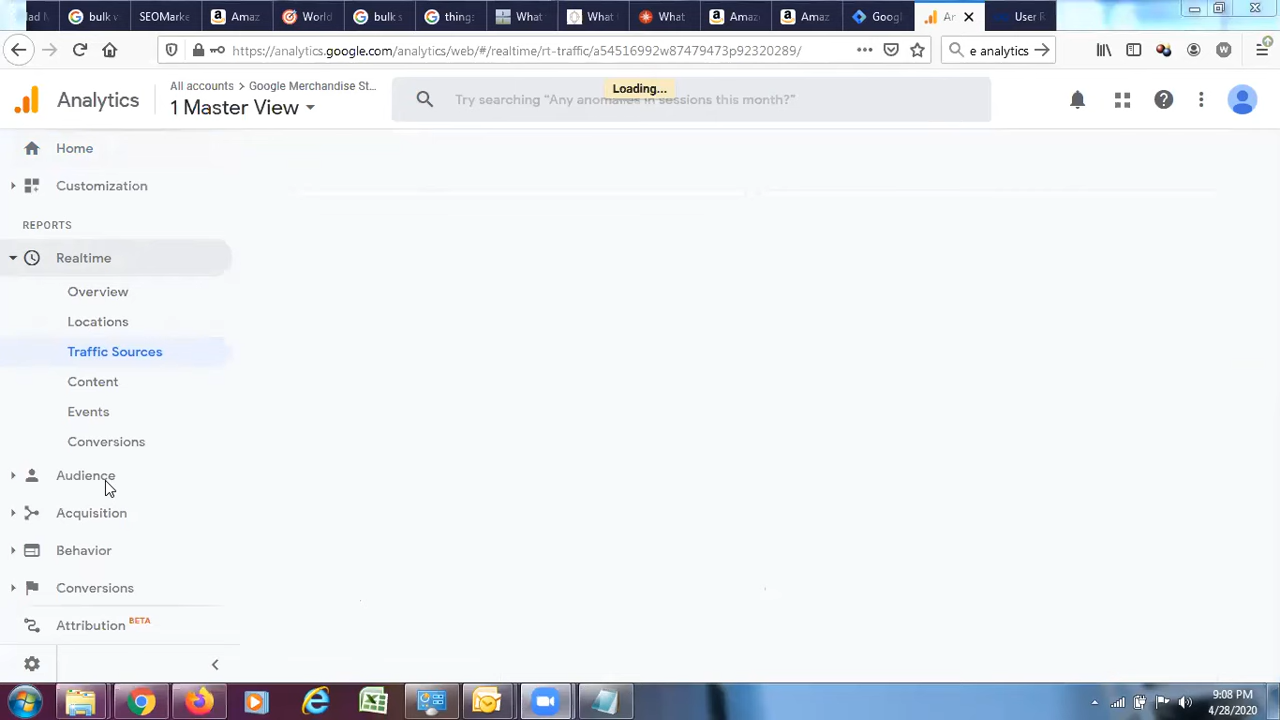 bulk v
SEOMarke
Amaz
World
bulk s
thing
What
What
What
Amaz
Amaz
Googl
User R
https://analytics.google.com/analytics/web/#/realtime/rt-traffic/a54516992w87479473p92320289/
e analytics
Analytics
All accounts > Google Merchandise St...
1 Master View
Loading...
Try searching "Any anomalies in sessions this month?"
Home
Customization
REPORTS
Realtime
Overview
Locations
Traffic Sources
Content
Events
Conversions
Audience
Acquisition
Behavior
Conversions
Attribution BETA
9:08 PM
4/28/2020